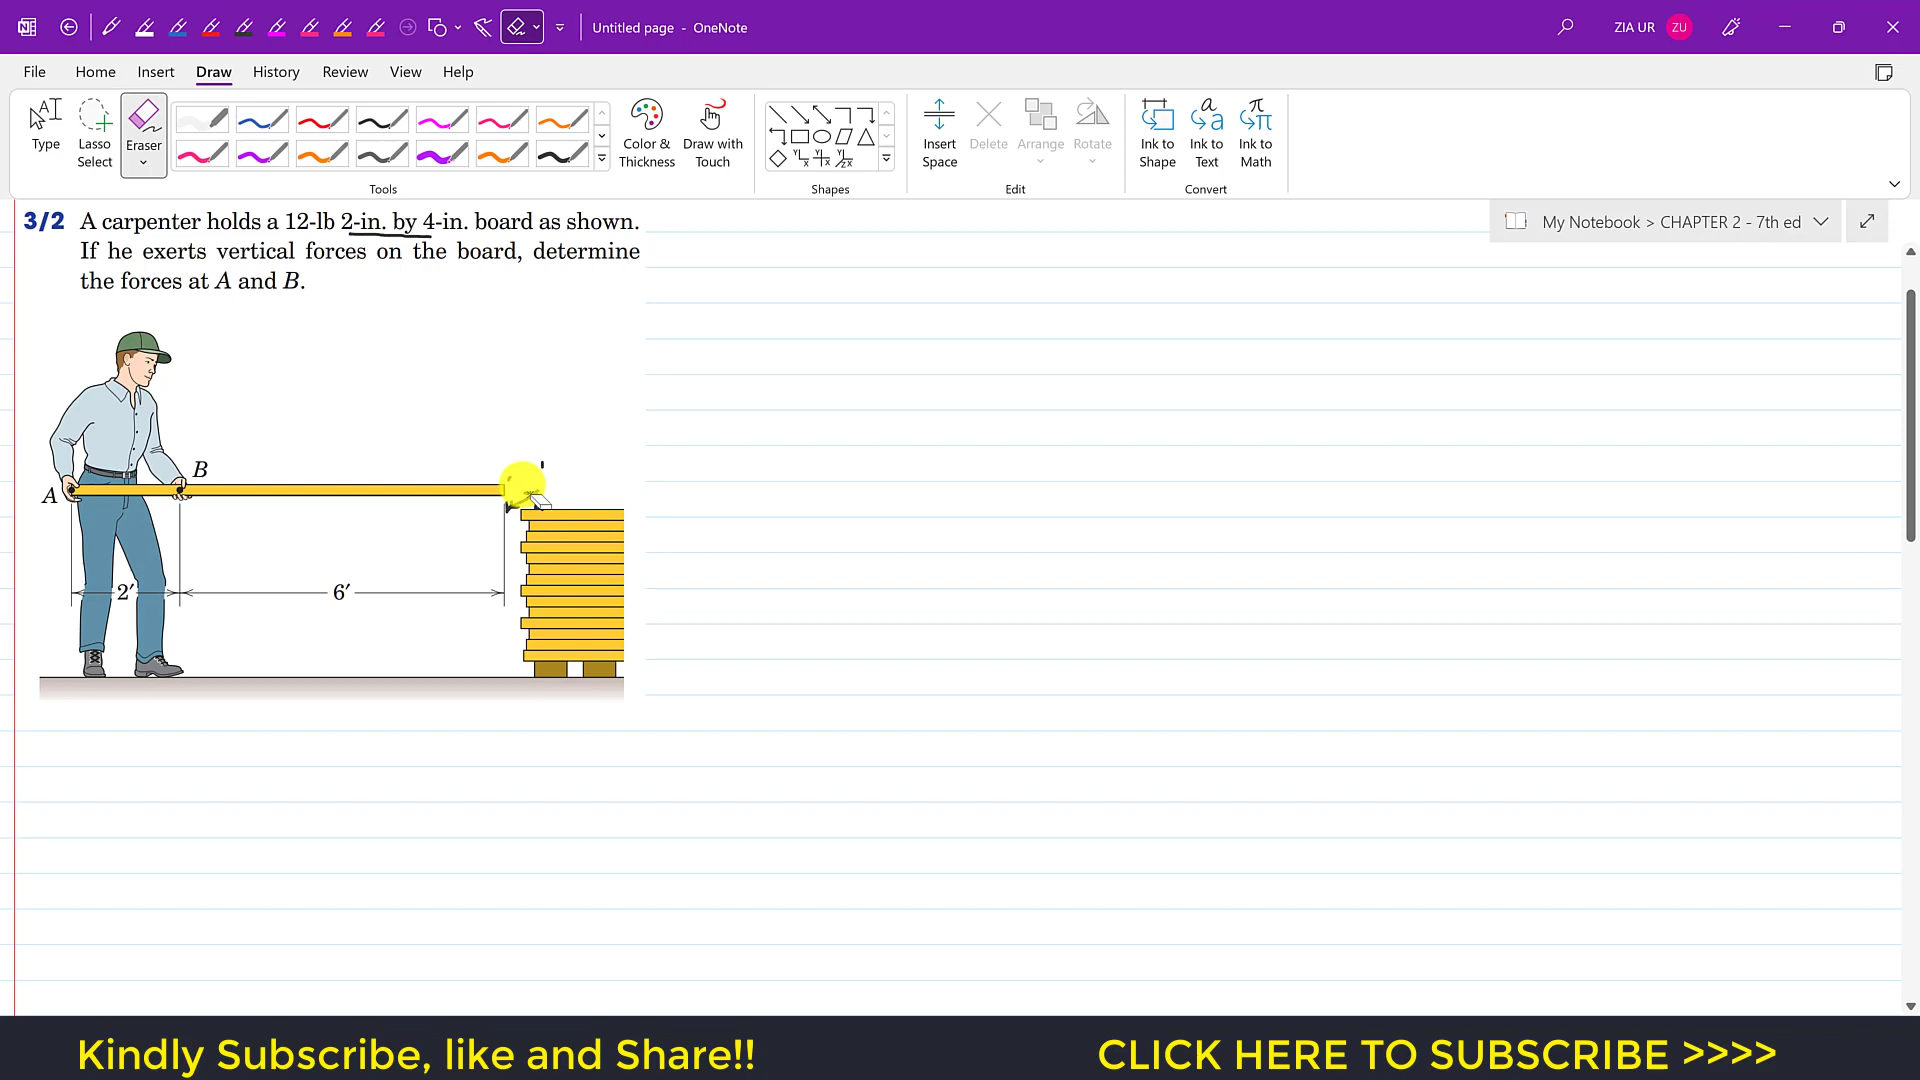 Untitled page - OneNote
ZIA UR
ZU
File
Home
Insert
Draw
History
Review
View
Help
Type
Lasso
Select
Eraser
Color &
Thickness
Draw with
Touch
Insert
Space
Delete
Arrange
Rotate
Ink to
Shape
Ink to
Text
Ink to
Math
Tools
Shapes
Edit
Convert
My Notebook > CHAPTER 2 - 7th ed
3/2 A carpenter holds a 12-lb 2-in. by 4-in. board as shown.
If he exerts vertical forces on the board, determine
the forces at A and B.
B
A
2′
6′
Kindly Subscribe, like and Share!!
CLICK HERE TO SUBSCRIBE >>>>